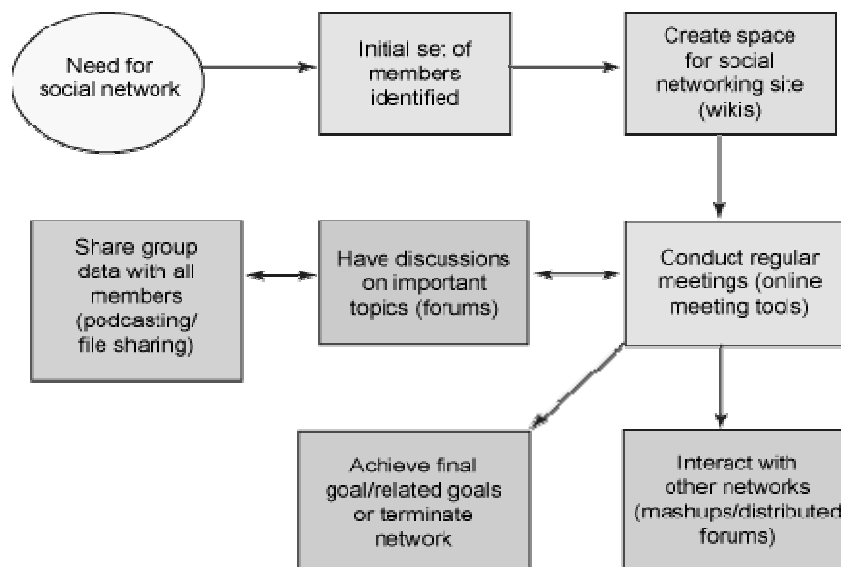 Need for
social network
Initial set of
members
identified
Create space
for social
networking site
(wikis)
Share group
data with all
members
(podcasting/
file sharing)
Have discussions
on important
topics (forums)
Conduct regular
meetings (online
meeting tools)
Achieve final
goal/related goals
or terminate
network
Interact with
other networks
(mashups/distributed
forums)